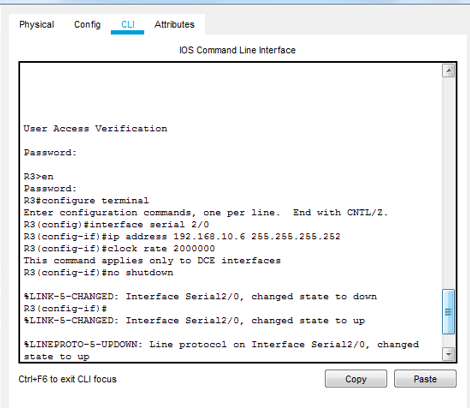 Physical Config CLI Attributes
IOS Command Line Interface
User Access Verification
Password:
R3>en
Password:
R3#configure terminal
Enter configuration commands, one per line.  End with CNTL/Z.
R3(config)#interface serial 2/0
R3(config-if)#ip address 192.168.10.6 255.255.255.252
R3(config-if)#clock rate 2000000
This command applies only to DCE interfaces
R3(config-if)#no shutdown
%LINK-5-CHANGED: Interface Serial2/0, changed state to down
R3(config-if)#
%LINK-5-CHANGED: Interface Serial2/0, changed state to up
%LINEPROTO-5-UPDOWN: Line protocol on Interface Serial2/0, changed
state to up
Ctrl+F6 to exit CLI focus Copy Paste